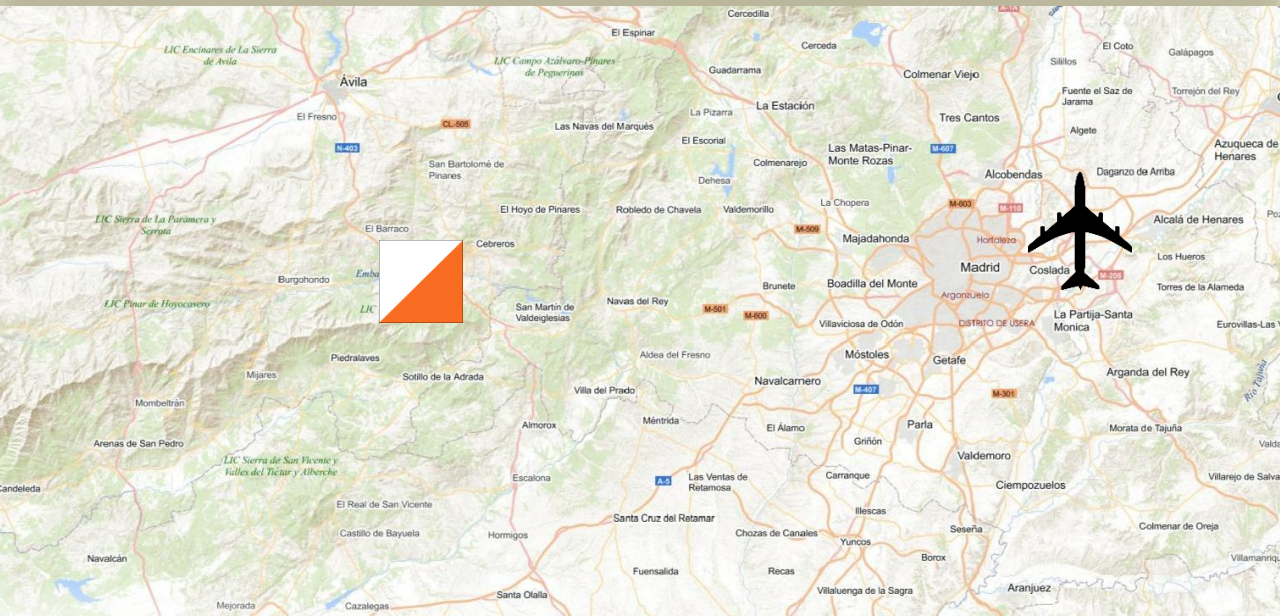 Cercedilla
A-1A
El Espinar
Cerceda
El Coto
Galápagos
LIC Encinares de La Sierra
de Avila
LIC Campo Azálvaro-Pinares
de Peguerinos
Silillos
Guadarrama
Colmenar Viejo
Ávila
Fuente el Saz de
Jarama
Torrejón del Rey
La Estación
La Pizarra
El Fresno
Tres Cantos
CL-505
Las Navas del Marqués
Algete
El Escorial
N-403
Las Matas-Pinar-
Monte Rozas
M-607
Azuqueca de
Henares
San Bartolomé de
Pinares
Colmenarejo
Alcobendas
Daganzo de Arriba
Dehesa
El Hoyo de Pinares
Robledo de Chavela
Valdemorillo
La Chopera
M-603
M-110
LIC Sierra de La Paramera y
Serrota
Alcalá de Henares
El Barraco
M-509
Cebreros
Majadahonda
Hortaleza
Los Hueros
Madrid
Coslada
M-206
Burgohondo
Emba
Boadilla del Monte
Brunete
Torres de la Alameda
Argonzuelo
LIC Pinar de Hoyocasero
LIC
San Martín de
Valdeiglesias
Navas del Rey
M-501
M-600
La Partija-Santa
Monica
Villaviciosa de Odón
DISTRITO DE USERA
Eurovillas-Las
Piedralaves
Aldea del Fresno
Móstoles
Getafe
Mijares
Sotillo de la Adrada
Navalcarnero
Arganda del Rey
Río Tajuña
Villa del Prado
M-407
M-301
Mombeltrán
Méntrida
Almorox
El Álamo
Parla
Morata de Tajuña
Arenas de San Pedro
Griñón
Valdemoro
LIC Sierra de San Vicente y
Valles del Tiétar y Alberche
Escalona
A-5
Las Ventas de
Retamosa
Carranque
Ciempozuelos
Villarejo de Salva
Candeleda
El Real de San Vicente
Illescas
Santa Cruz del Retamar
Castillo de Bayuela
Hormigos
Chozas de Canales
Seseña
Colmenar de Oreja
Yuncos
Navalcán
Borox
Fuensalida
Recas
Aranjuez
Villaluenga de la Sagra
Santa Olalla
Mejorada
Cazalegas